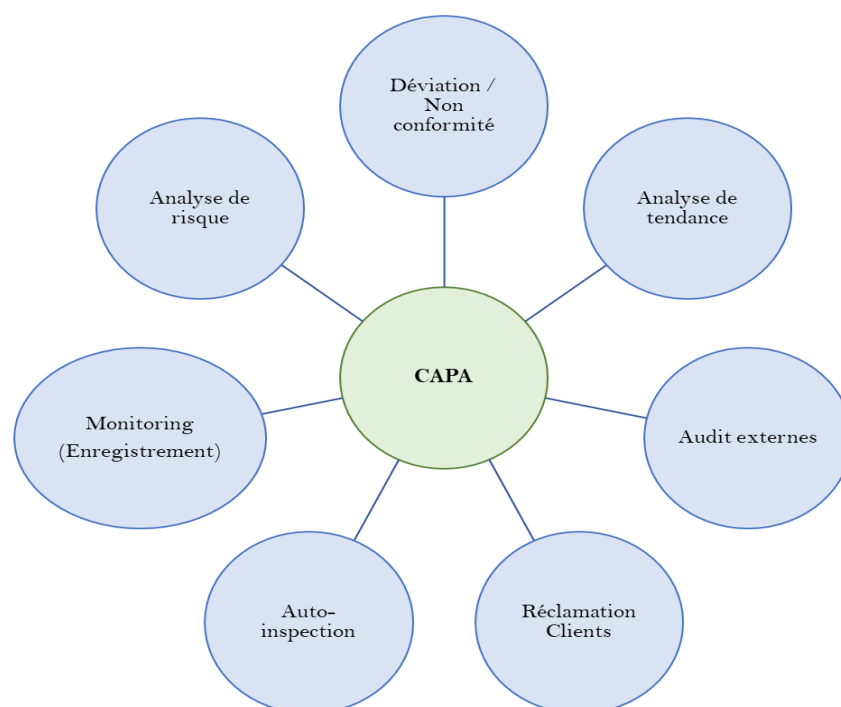 Déviation /
Non
conformité
Analyse de
risque
Analyse de
tendance
CAPA
Monitoring
(Enregistrement)
Audit externes
Auto-
inspection
Réclamation
Clients